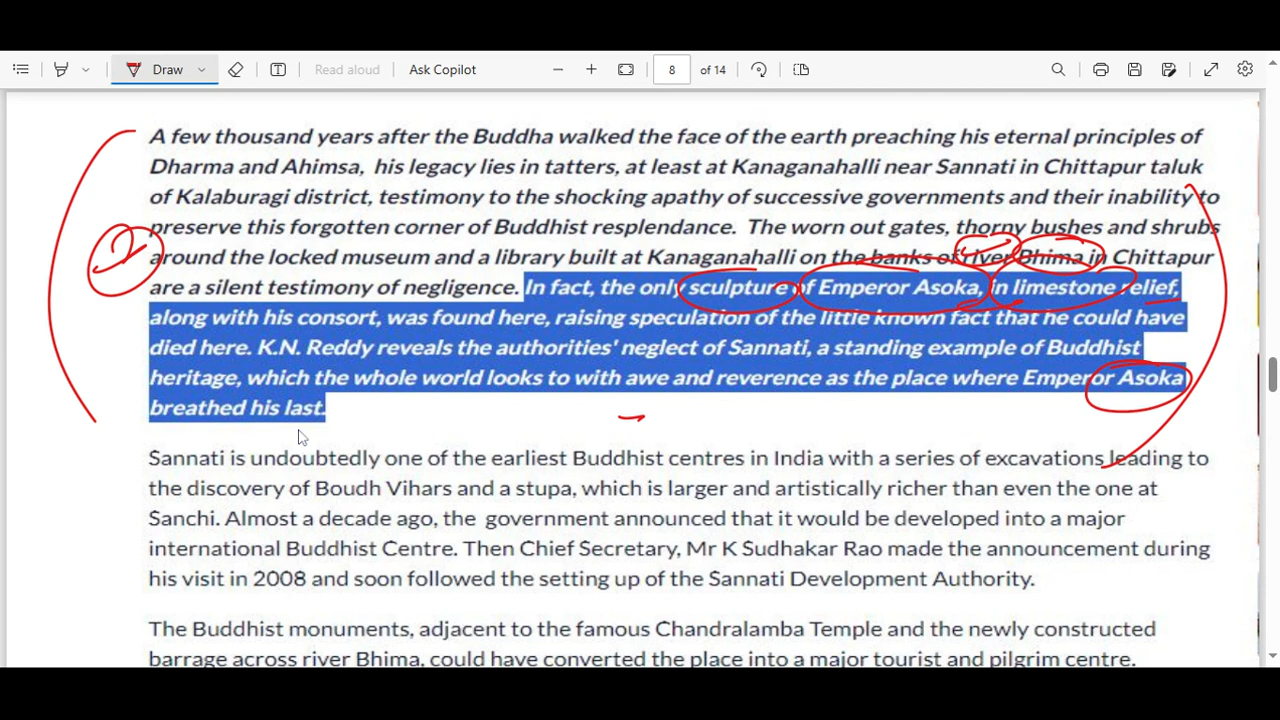 Draw
Read aloud
Ask Copilot
8
of 14
A few thousand years after the Buddha walked the face of the earth preaching his eternal principles of
Dharma and Ahimsa, his legacy lies in tatters, at least at Kanaganahalli near Sannati in Chittapur taluk
of Kalaburagi district, testimony to the shocking apathy of successive governments and their inability to
preserve this forgotten corner of Buddhist resplendance. The worn out gates, thorny bushes and shrubs
2
around the locked museum and a library built at Kanaganahalli on the banks of river Bhima in Chittapur
are a silent testimony of negligence. In fact, the only sculpture of Emperor Asoka, in limestone relief,
along with his consort, was found here, raising speculation of the little known fact that he could have
died here. K.N. Reddy reveals the authorities' neglect of Sannati, a standing example of Buddhist
heritage, which the whole world looks to with awe and reverence as the place where Emperor Asoka
breathed his last.
Sannati is undoubtedly one of the earliest Buddhist centres in India with a series of excavations leading to
the discovery of Boudh Vihars and a stupa, which is larger and artistically richer than even the one at
Sanchi. Almost a decade ago, the government announced that it would be developed into a major
international Buddhist Centre. Then Chief Secretary, Mr K Sudhakar Rao made the announcement during
his visit in 2008 and soon followed the setting up of the Sannati Development Authority.
The Buddhist monuments, adjacent to the famous Chandralamba Temple and the newly constructed
barrage across river Bhima, could have converted the place into a major tourist and pilgrim centre.